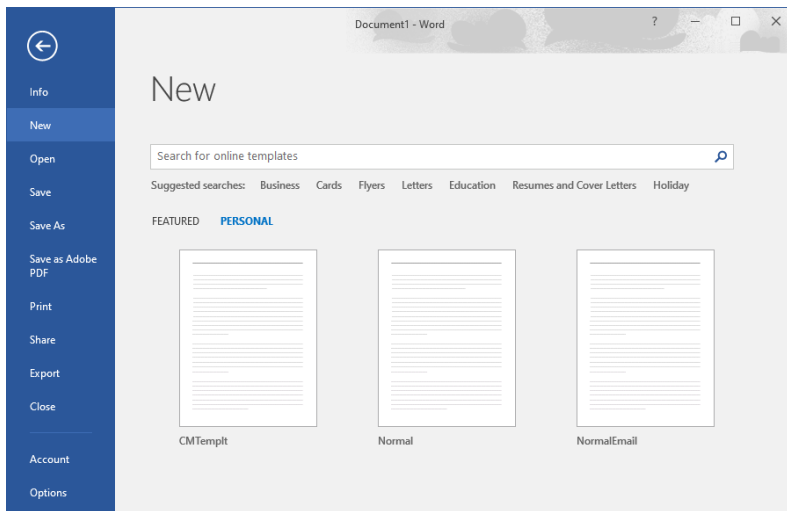 Document1 - Word
?
Info
New
Open
Save
Save As
Save as Adobe
PDF
Print
Share
Export
Close
Account
Options
New
Search for online templates
Suggested searches: Business Cards Flyers Letters Education Resumes and Cover Letters Holiday
FEATURED PERSONAL
CMTemplt Normal NormalEmail